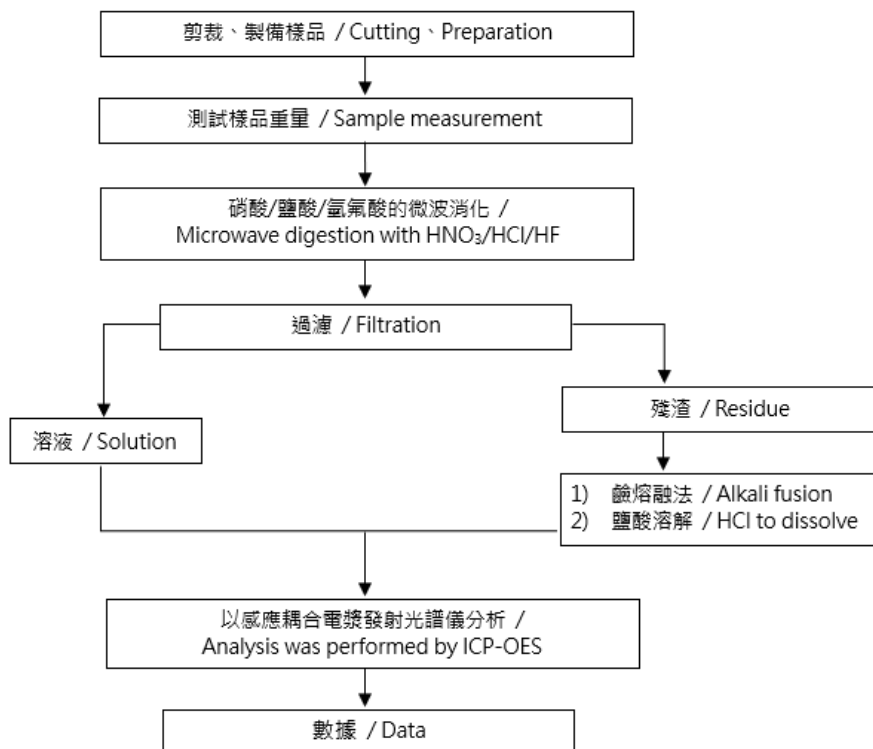 剪裁、製備樣品 / Cutting、Preparation
測試樣品重量 / Sample measurement
硝酸/鹽酸/氫氟酸的微波消化 /
Microwave digestion with HNO₃/HCl/HF
過濾 / Filtration
溶液 / Solution
殘渣 / Residue
1) 鹼熔融法 / Alkali fusion
2) 鹽酸溶解 / HCl to dissolve
以感應耦合電漿發射光譜儀分析 /
Analysis was performed by ICP-OES
數據 / Data